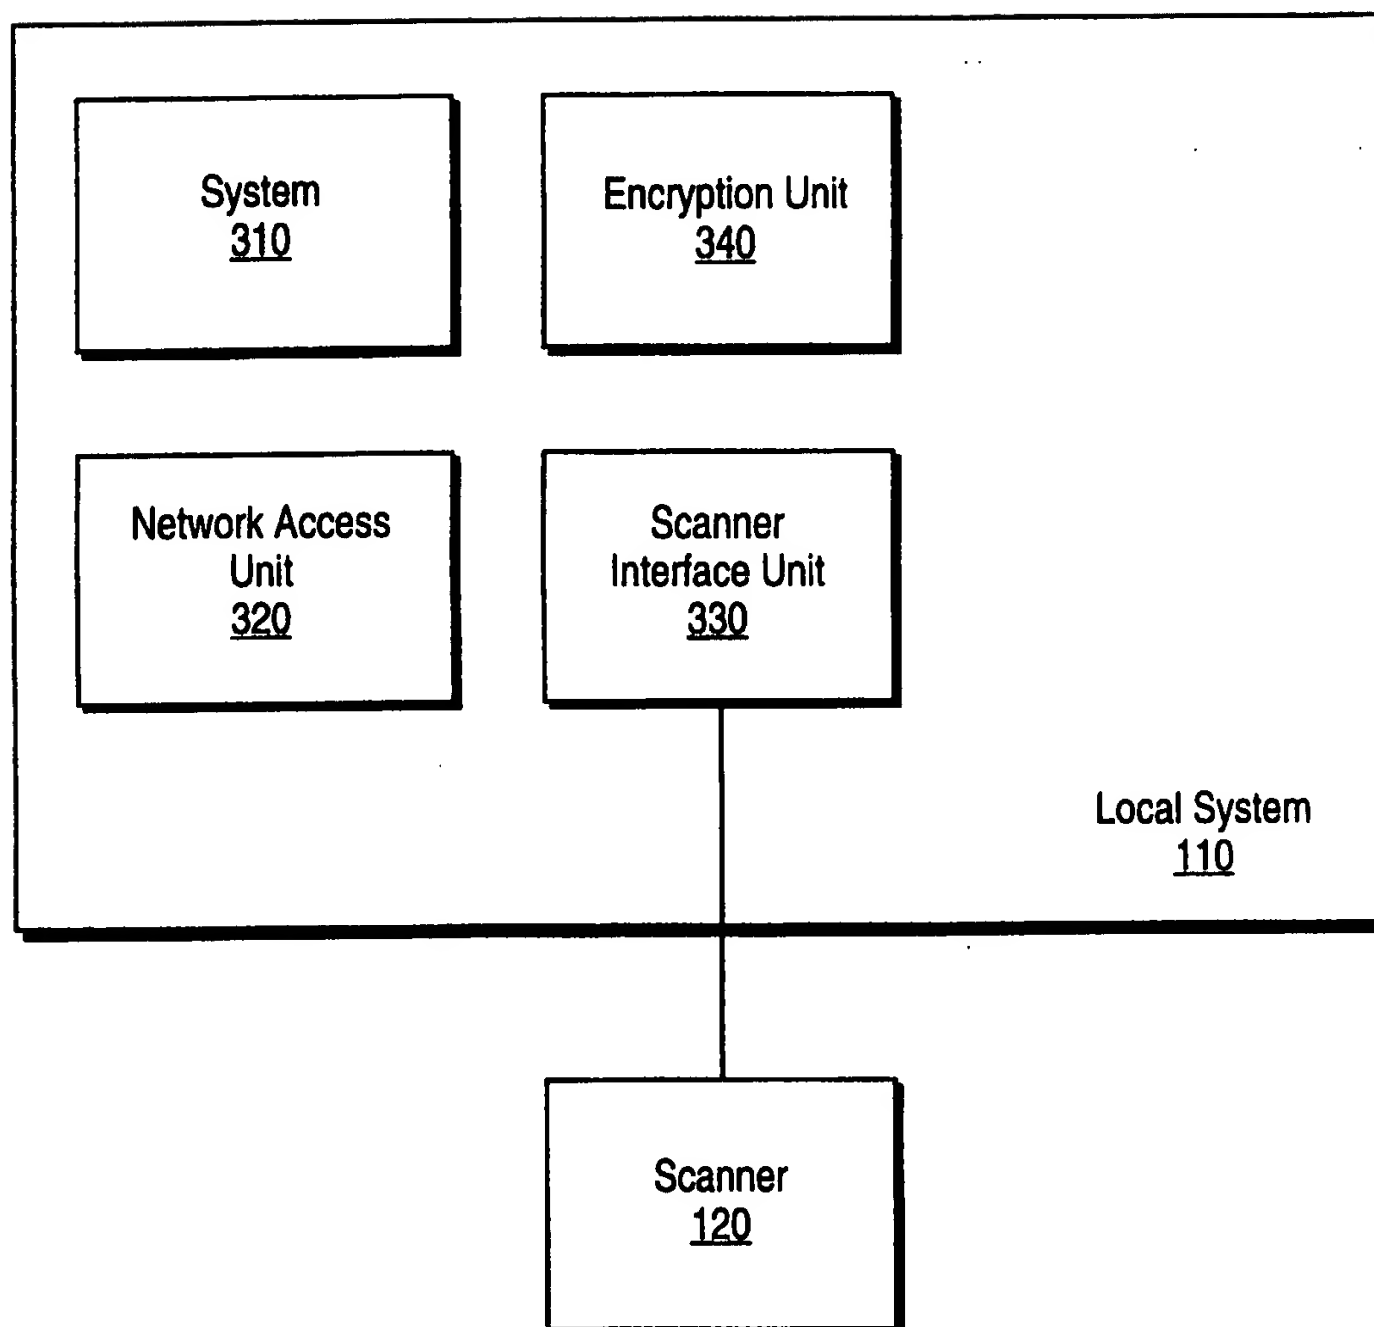 System
310
Encryption Unit
340
Network Access
Unit
320
Scanner
Interface Unit
330
Local System
110
Scanner
120